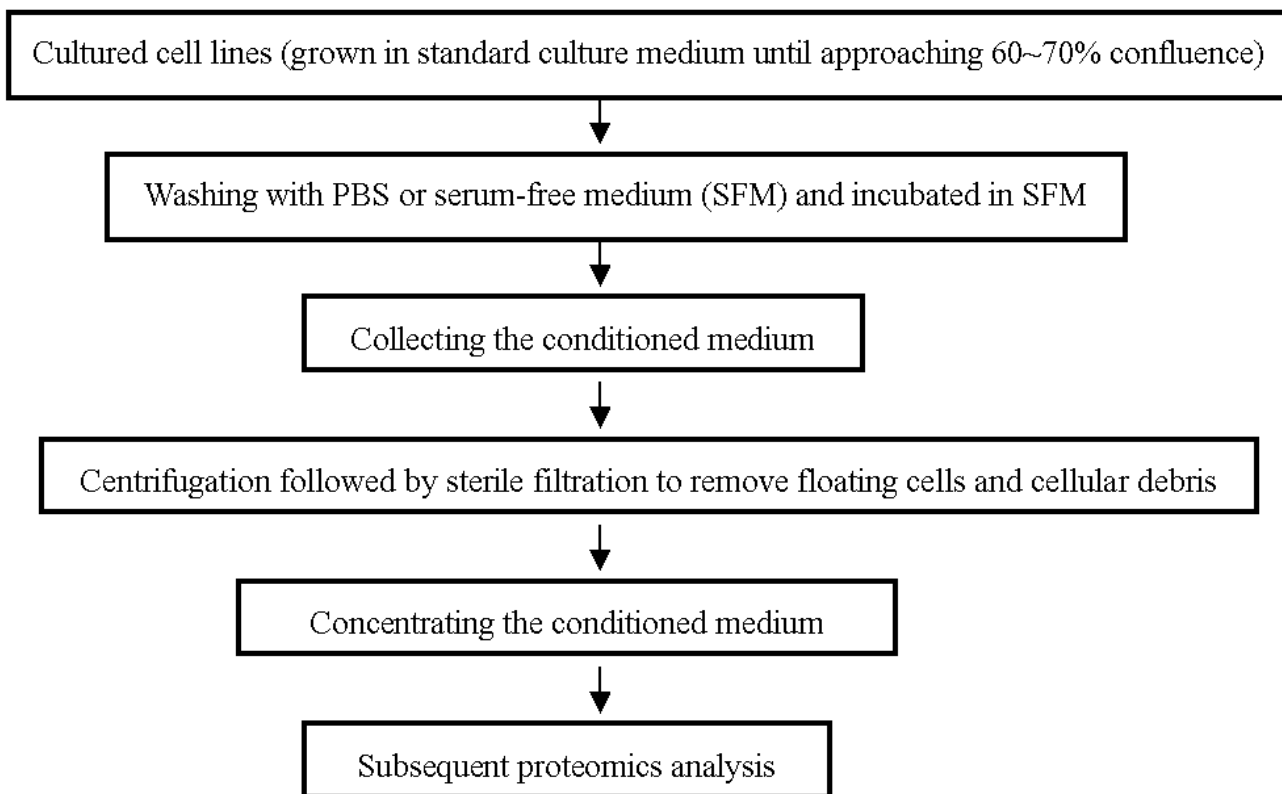 Cultured cell lines (grown in standard culture medium until approaching 60~70% confluence)
Washing with PBS or serum-free medium (SFM) and incubated in SFM
Collecting the conditioned medium
Centrifugation followed by sterile filtration to remove floating cells and cellular debris
Concentrating the conditioned medium
Subsequent proteomics analysis